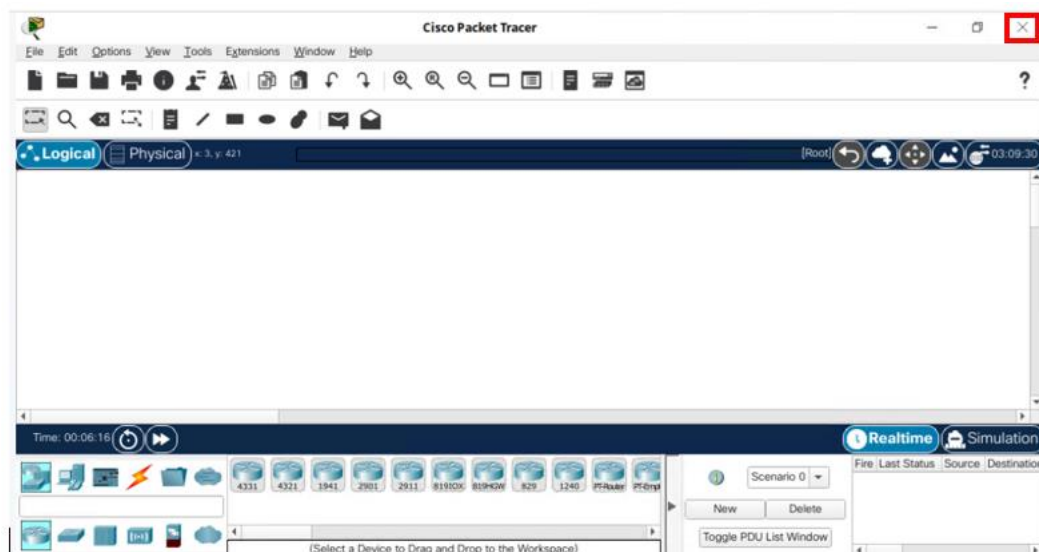 Cisco Packet Tracer
File Edit Options View Tools Extensions Window Help
?
Logical Physical x: 3, y: 421 [Root] 03:09:30
Time: 00:06:16 Realtime Simulation
Fire Last Status Source Destination
4331 4321 1941 2901 2911 819IOX 819HGW 829 1240 PT-Router PT-Empt
Scenario 0
New Delete
Toggle PDU List Window
(Select a Device to Drag and Drop to the Workspace)